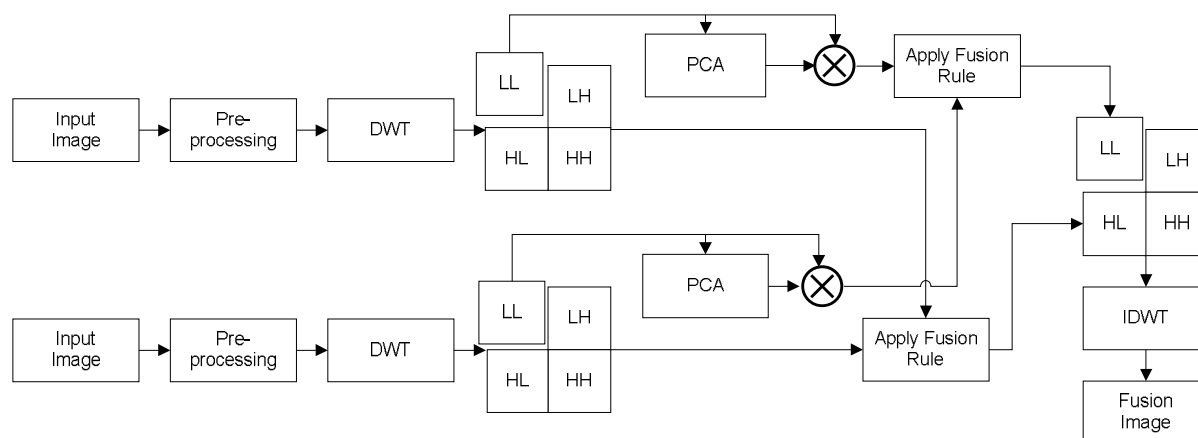 Input
Image
Pre-
processing
DWT
LL
LH
HL
HH
PCA
Apply Fusion
Rule
LL
LH
HL
HH
Input
Image
Pre-
processing
DWT
LL
LH
HL
HH
PCA
Apply Fusion
Rule
IDWT
Fusion
Image